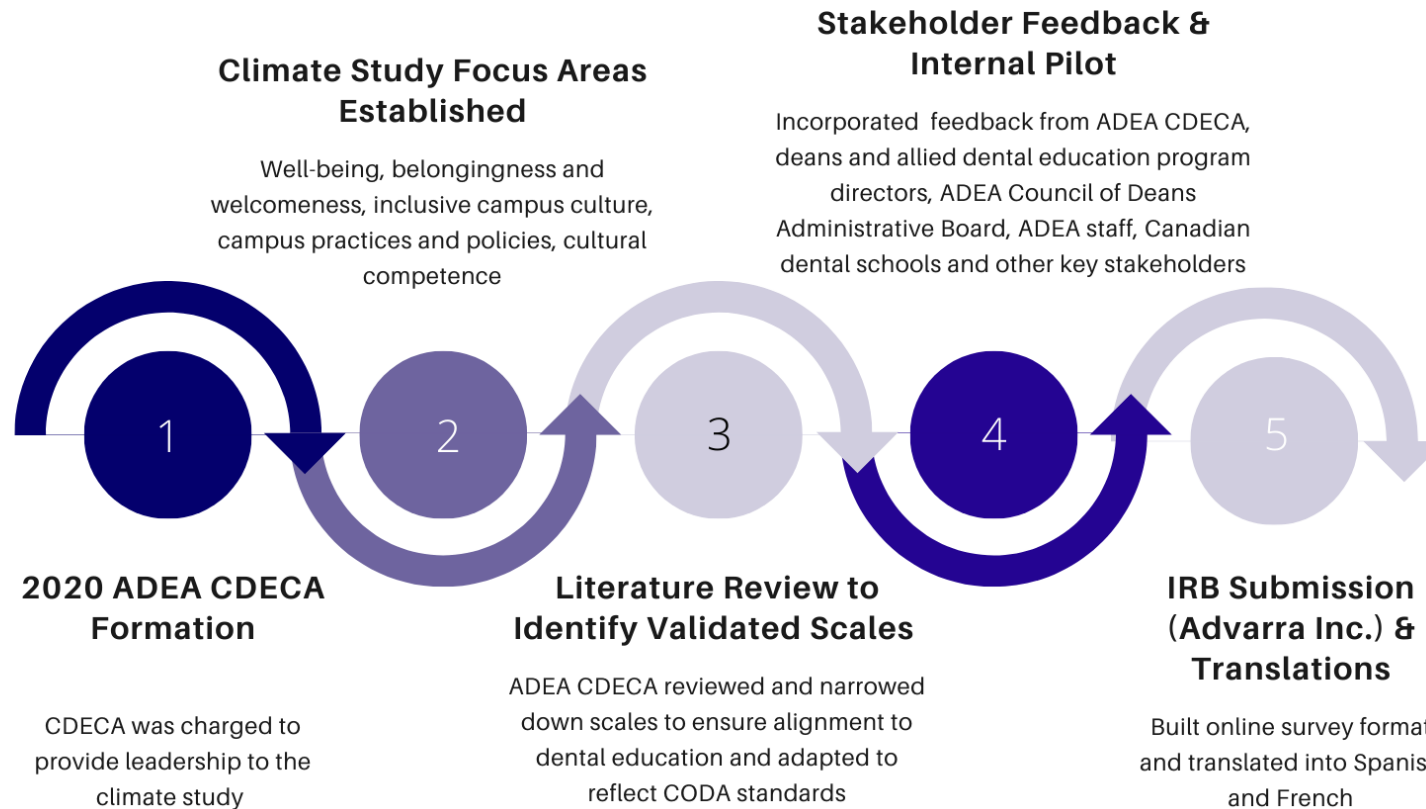 1
2020 ADEA CDECA
Formation
CDECA was charged to
provide leadership to the
climate study
Climate Study Focus Areas
Established
Well-being, belongingness and
welcomeness, inclusive campus culture,
campus practices and policies, cultural
competence
2
3
Literature Review to
Identify Validated Scales
ADEA CDECA reviewed and narrowed
down scales to ensure alignment to
dental education and adapted to
reflect CODA standards
Stakeholder Feedback &
Internal Pilot
Incorporated feedback from ADEA CDECA,
deans and allied dental education program
directors, ADEA Council of Deans
Administrative Board, ADEA staff, Canadian
dental schools and other key stakeholders
4
5
IRB Submission
(Advarra Inc.) &
Translations
Built online survey format
and translated into Spanis
and French